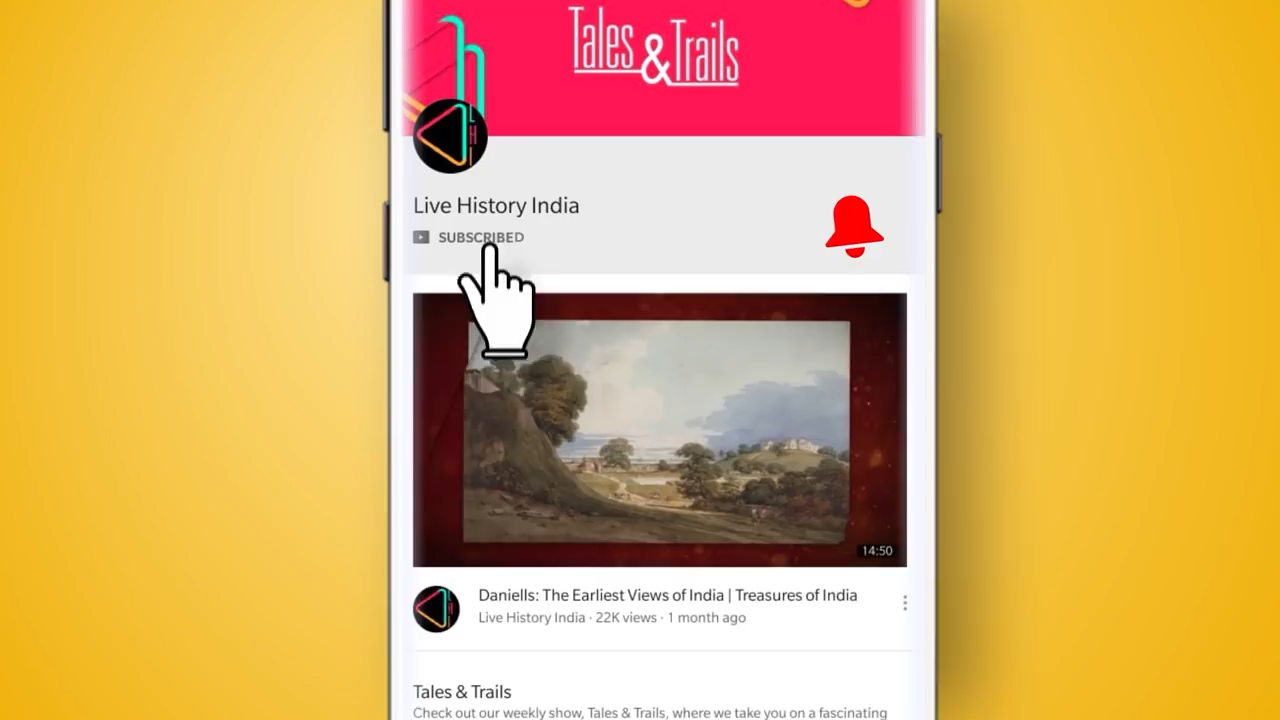 Tales & Trails
Live History India
SUBSCRIBED
14:50
Daniells: The Earliest Views of India | Treasures of India
Live History India · 22K views · 1 month ago
Tales & Trails
Check out our weekly show, Tales & Trails, where we take you on a fascinating